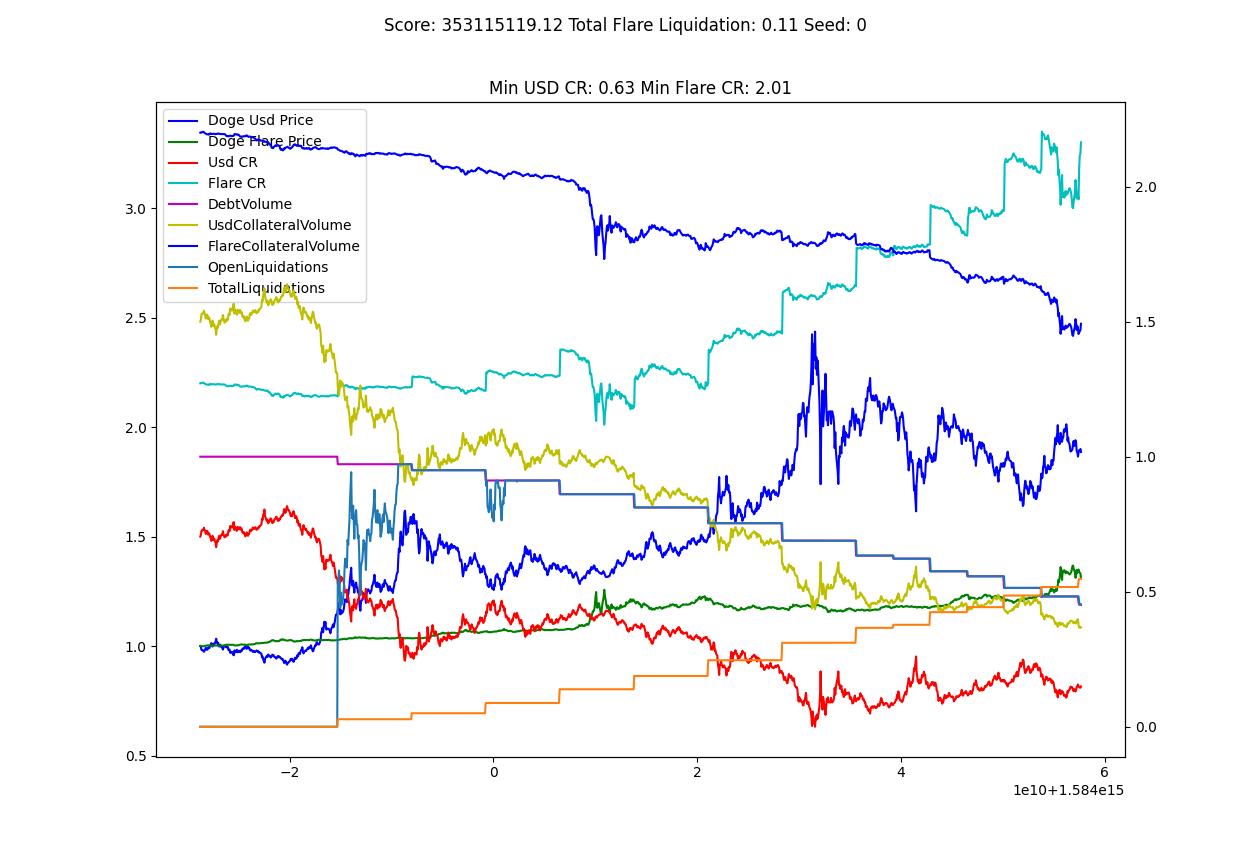 Score: 353115119.12 Total Flare Liquidation: 0.11 Seed: 0
Min USD CR: 0.63 Min Flare CR: 2.01
Doge Usd Price
Doge Flare Price
Usd CR
Flare CR
DebtVolume
UsdCollateralVolume
FlareCollateralVolume
OpenLiquidations
TotalLiquidations
3.0
2.5
2.0
1.5
1.0
0.5
2.0
1.5
1.0
0.5
0.0
−2
0
2
4
6
1e10+1.584e15